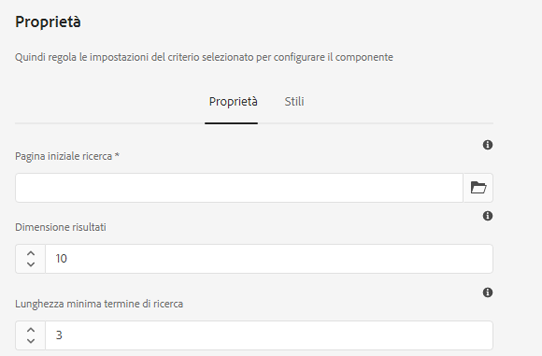 Proprietà
Quindi regola le impostazioni del criterio selezionato per configurare il componente
Proprietà Stili
Pagina iniziale ricerca *
Dimensione risultati
10
Lunghezza minima termine di ricerca
3